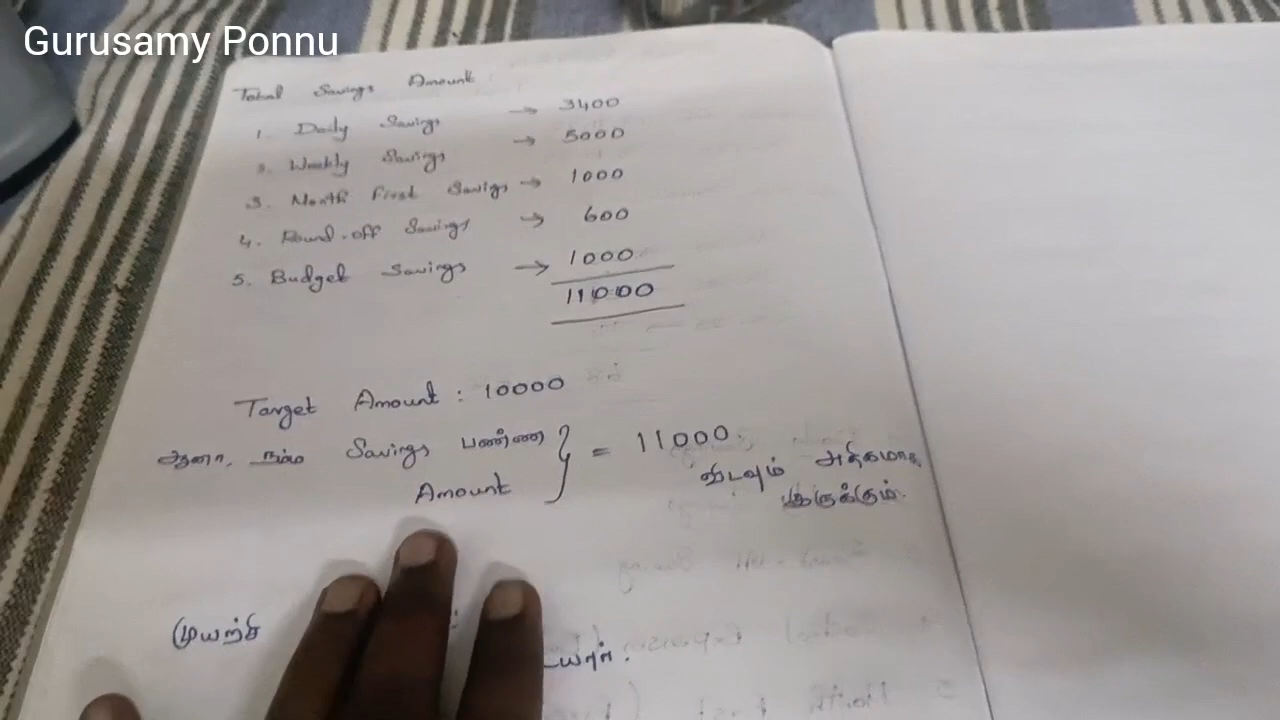 Gurusamy Ponnu
Total Savings Amount :
1. Daily Savings → 3400
2. Weekly Savings → 5000
3. Month First Savigs → 1000
4. Round-off Savings → 600
5. Budget Savings → 1000
11000
Target Amount : 10000
ஆனா, நம்ம Savings பண்ண
Amount } = 11000
விடவும் அதிகமாக
இருக்கும்.
முயற்சி